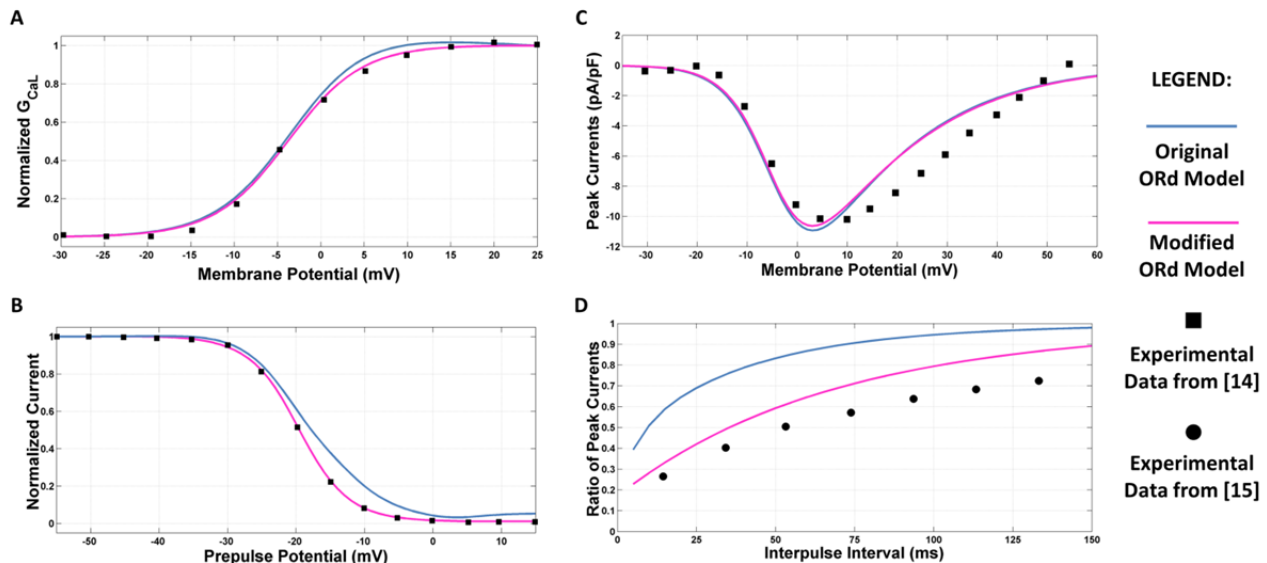 A
Normalized G_CaL
1
0.8
0.6
0.4
0.2
0
-30 -25 -20 -15 -10 -5 0 5 10 15 20 25
Membrane Potential (mV)
B
Normalized Current
1
0.8
0.6
0.4
0.2
0
-50 -40 -30 -20 -10 0 10
Prepulse Potential (mV)
C
Peak Currents (pA/pF)
2
0
-2
-4
-6
-8
-10
-12
-30 -20 -10 0 10 20 30 40 50 60
Membrane Potential (mV)
D
Ratio of Peak Currents
1
0.9
0.8
0.7
0.6
0.5
0.4
0.3
0.2
0.1
0
0 25 50 75 100 125 150
Interpulse Interval (ms)
LEGEND:
Original
ORd Model
Modified
ORd Model
Experimental
Data from [14]
Experimental
Data from [15]